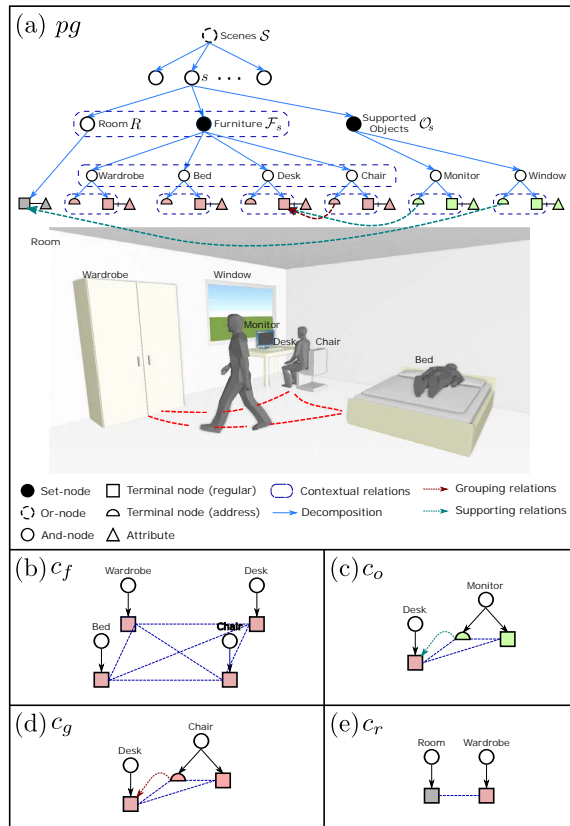 (a) pg
Scenes S
s
Room R
Furniture F_s
Supported Objects O_s
Wardrobe
Bed
Desk
Chair
Monitor
Window
Room
Wardrobe
Window
Monitor
Desk
Chair
Bed
Set-node
Terminal node (regular)
Contextual relations
Grouping relations
Or-node
Terminal node (address)
Decomposition
Supporting relations
And-node
Attribute
(b) c_f
Wardrobe
Desk
Bed
Chair
(c) c_o
Monitor
Desk
(d) c_g
Chair
Desk
(e) c_r
Room
Wardrobe